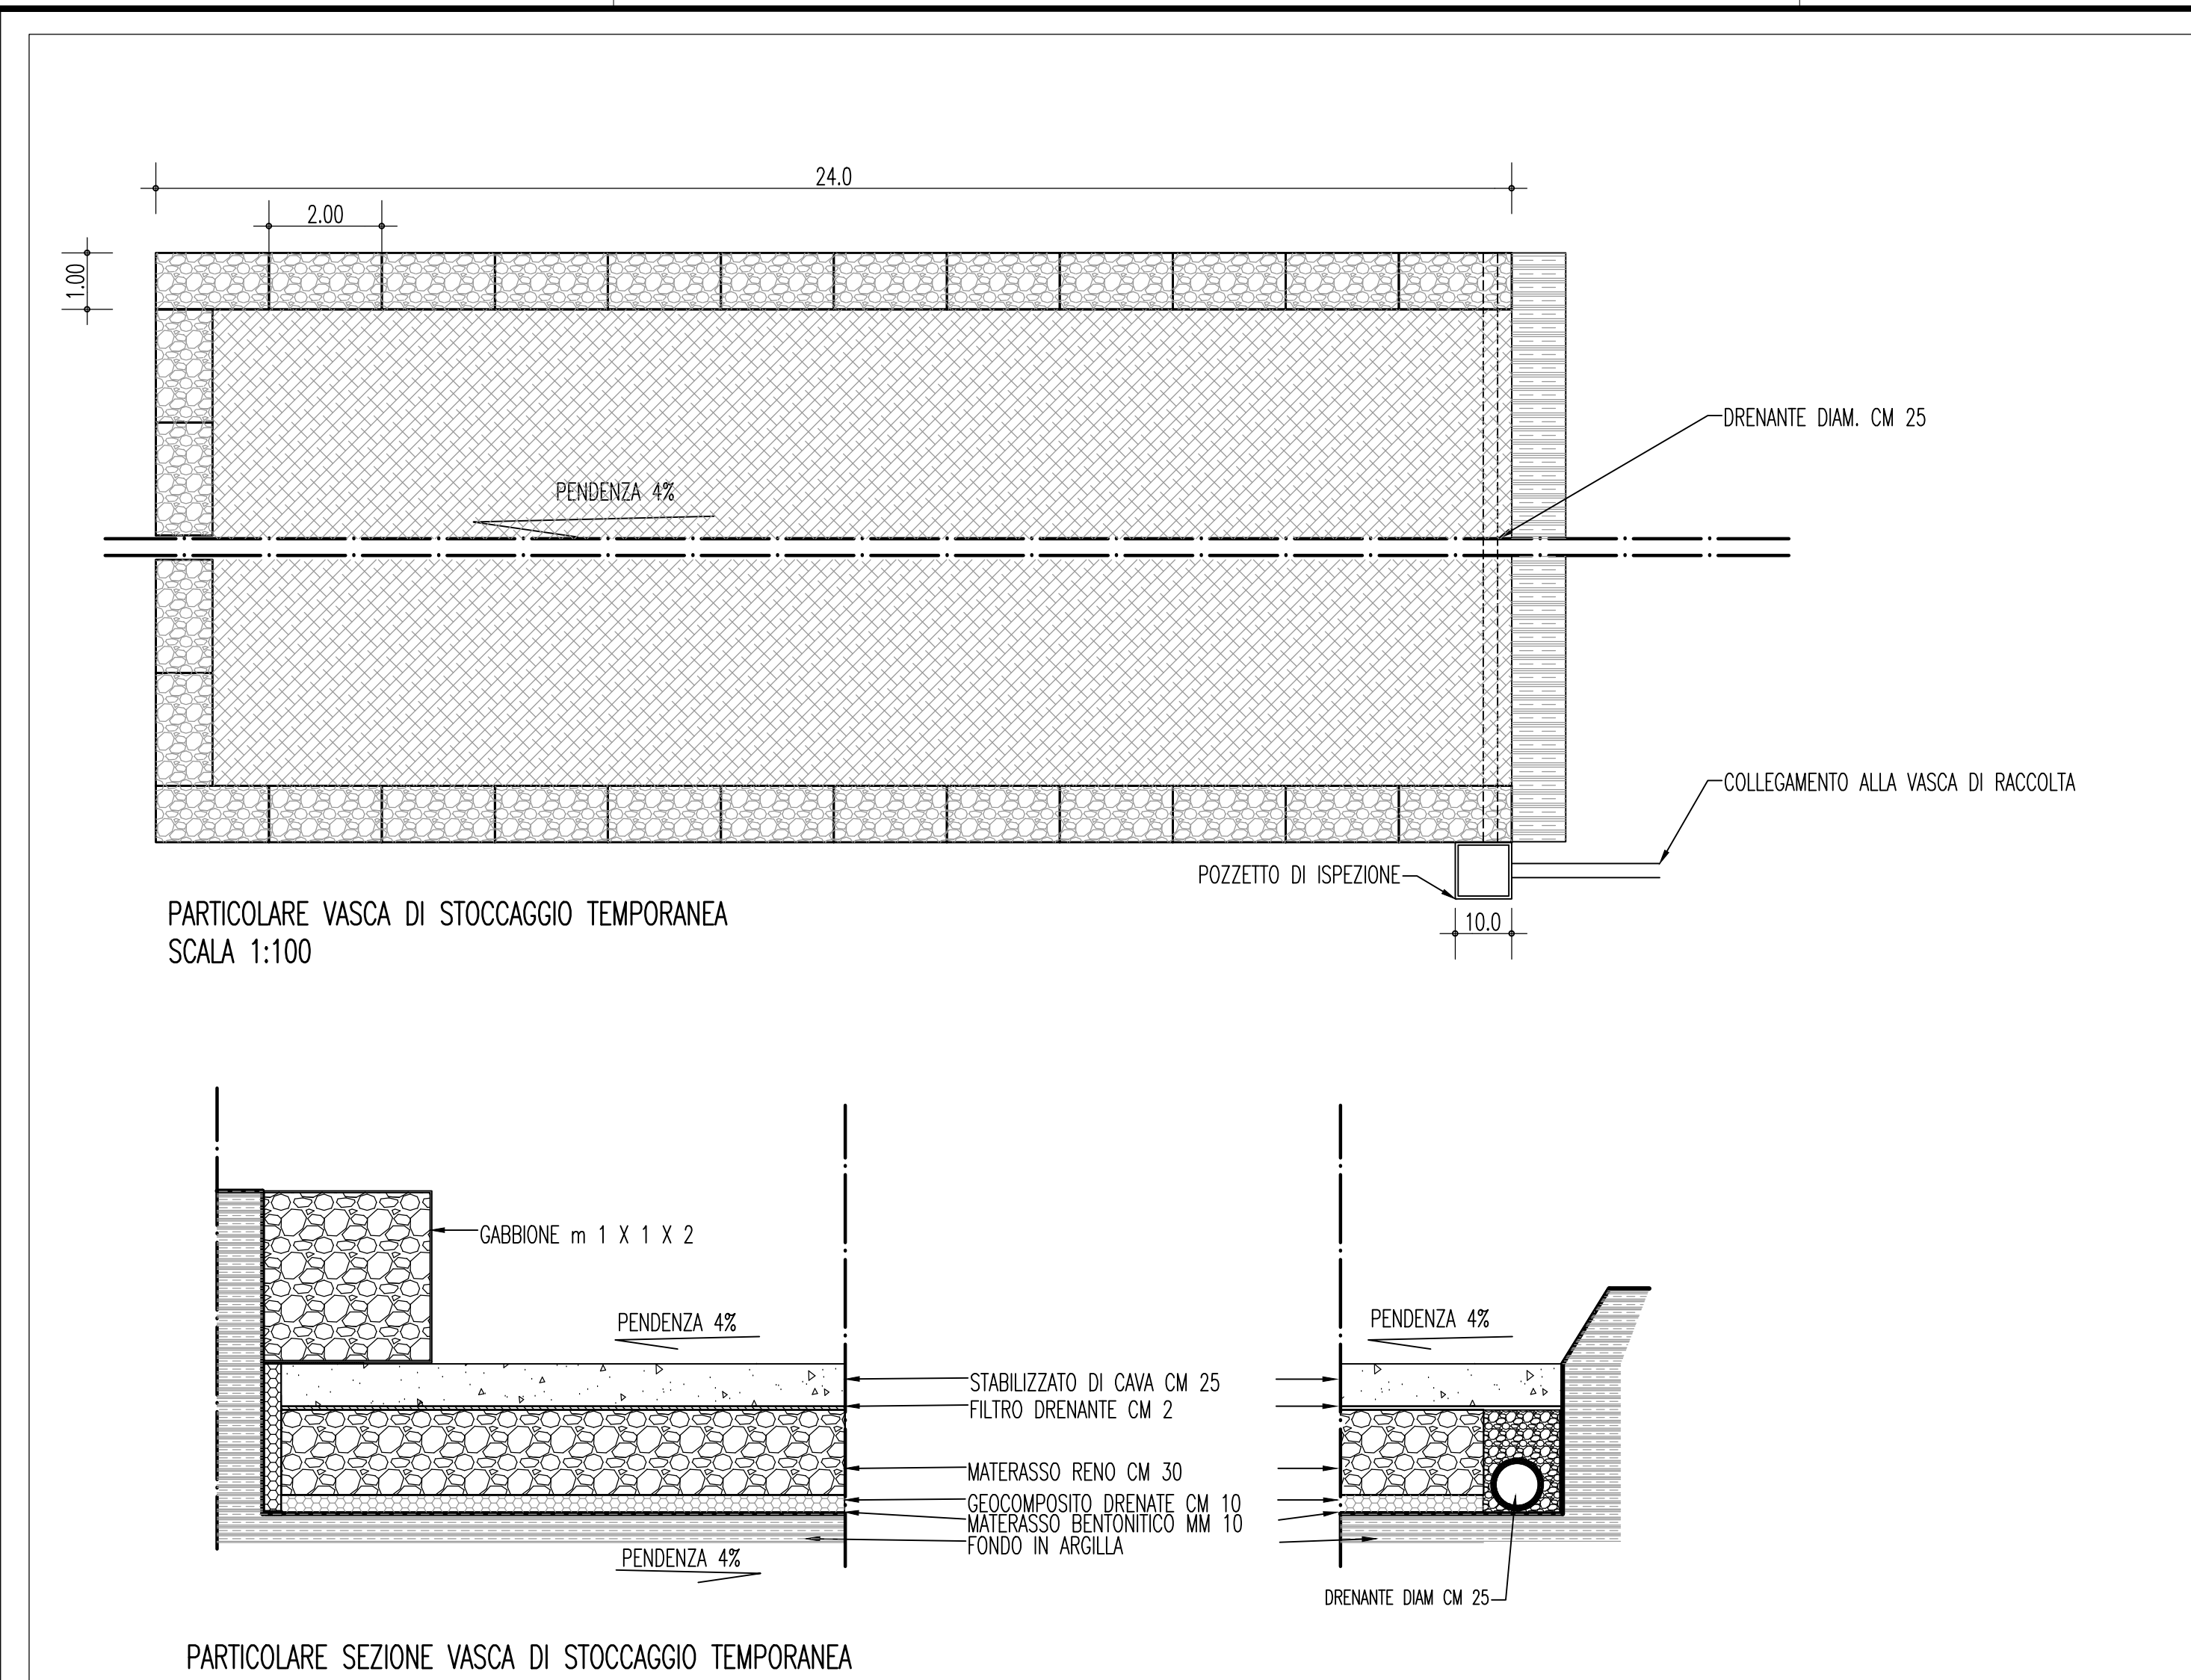 24.0
2.00
1.00
DRENANTE DIAM. CM 25
PENDENZA 4%
COLLEGAMENTO ALLA VASCA DI RACCOLTA
POZZETTO DI ISPEZIONE
10.0
PARTICOLARE VASCA DI STOCCAGGIO TEMPORANEA
SCALA 1:100
GABBIONE m 1 X 1 X 2
PENDENZA 4%
PENDENZA 4%
STABILIZZATO DI CAVA CM 25
FILTRO DRENANTE CM 2
MATERASSO RENO CM 30
GEOCOMPOSITO DRENATE CM 10
MATERASSO BENTONITICO MM 10
FONDO IN ARGILLA
PENDENZA 4%
DRENANTE DIAM CM 25
PARTICOLARE SEZIONE VASCA DI STOCCAGGIO TEMPORANEA